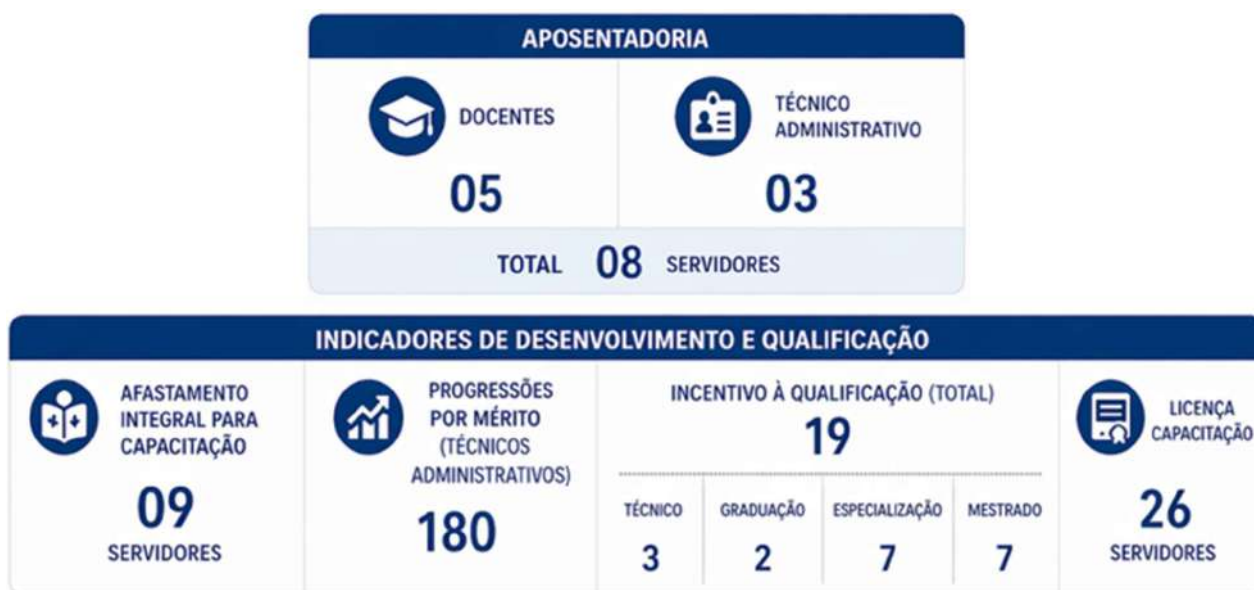 APOSENTADORIA
DOCENTES
05
TÉCNICO
ADMINISTRATIVO
03
TOTAL 08 SERVIDORES
INDICADORES DE DESENVOLVIMENTO E QUALIFICAÇÃO
AFASTAMENTO
INTEGRAL PARA
CAPACITAÇÃO
09
SERVIDORES
PROGRESSÕES
POR MÉRITO
(TÉCNICOS
ADMINISTRATIVOS)
180
INCENTIVO À QUALIFICAÇÃO (TOTAL)
19
TÉCNICO
3
GRADUAÇÃO
2
ESPECIALIZAÇÃO
7
MESTRADO
7
LICENÇA
CAPACITAÇÃO
26
SERVIDORES